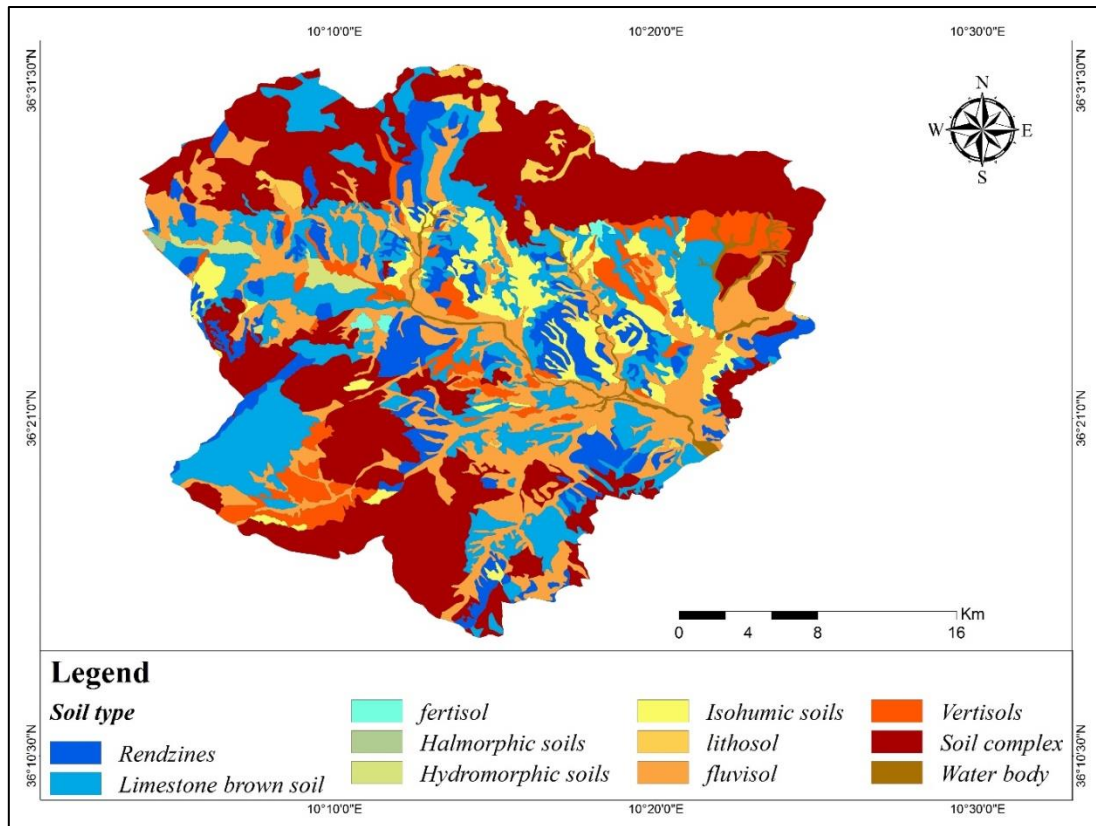 10°10'0"E 10°20'0"E 10°30'0"E
36°31'30"N 36°31'30"N
N
W E
S
36°21'0"N 36°21'0"N
Km
0 4 8 16
Legend
Soil type
Rendzines
Limestone brown soil
fertisol
Halmorphic soils
Hydromorphic soils
Isohumic soils
lithosol
fluvisol
Vertisols
Soil complex
Water body
36°10'30"N 36°10'30"N
10°10'0"E 10°20'0"E 10°30'0"E